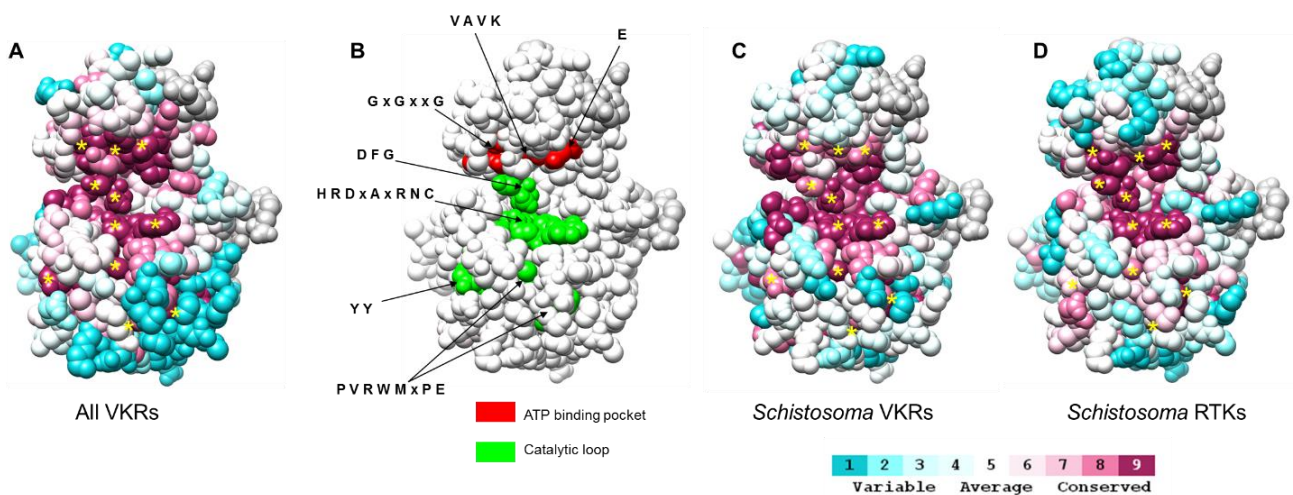 A
B
C
D
V A V K
E
G x G x x G
D F G
H R D x A x R N C
Y Y
P V R W M x P E
All VKRs
ATP binding pocket
Catalytic loop
Schistosoma VKRs
Schistosoma RTKs
1 2 3 4 5 6 7 8 9
Variable Average Conserved